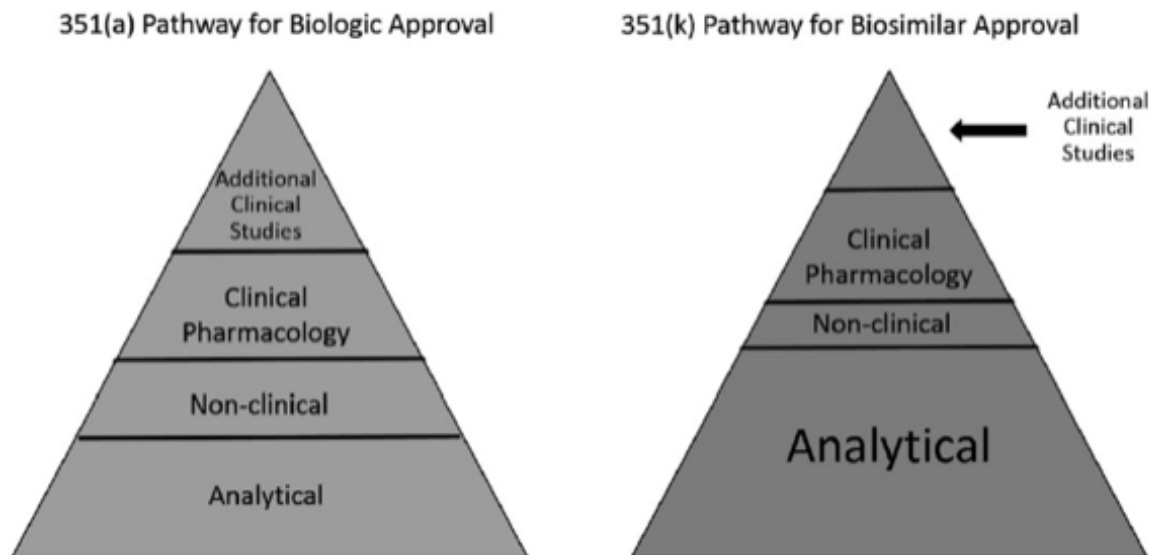 351(a) Pathway for Biologic Approval
Additional
Clinical
Studies
Clinical
Pharmacology
Non-clinical
Analytical
351(k) Pathway for Biosimilar Approval
Additional
Clinical
Studies
Clinical
Pharmacology
Non-clinical
Analytical